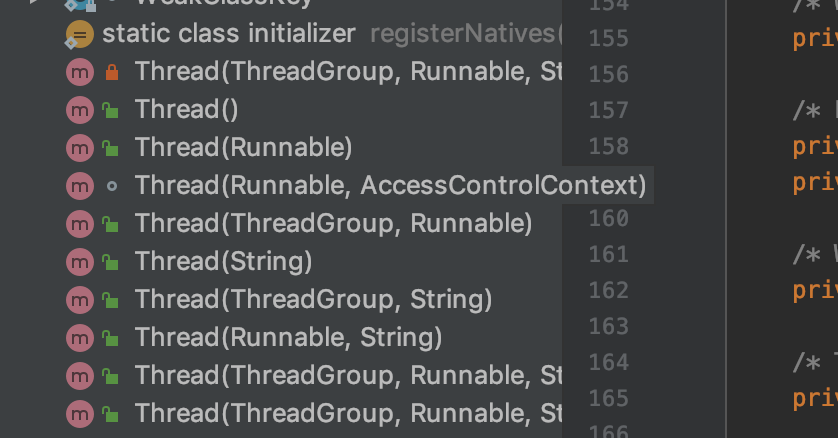 static class initializer registerNatives(
m Thread(ThreadGroup, Runnable, St
m Thread()
m Thread(Runnable)
m Thread(Runnable, AccessControlContext)
m Thread(ThreadGroup, Runnable)
m Thread(String)
m Thread(ThreadGroup, String)
m Thread(Runnable, String)
m Thread(ThreadGroup, Runnable, St
m Thread(ThreadGroup, Runnable, St
154 /*
155 priv
156
157 /*
158 priv
priv
160
161 /*
162 priv
163
164 /*
165 priv
166